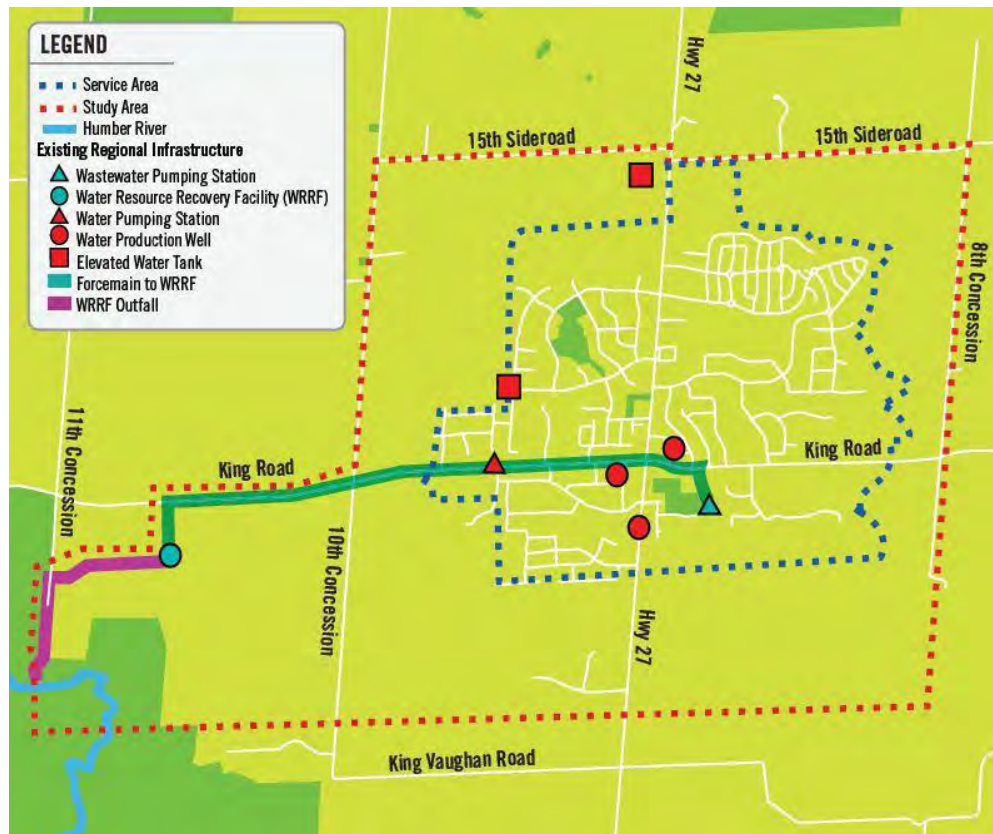 LEGEND
Service Area
Study Area
Humber River
Existing Regional Infrastructure
Wastewater Pumping Station
Water Resource Recovery Facility (WRRF)
Water Pumping Station
Water Production Well
Elevated Water Tank
Forcemain to WRRF
WRRF Outfall
Hwy 27
15th Sideroad
15th Sideroad
8th Concession
11th Concession
King Road
King Road
10th Concession
Hwy 27
King Vaughan Road